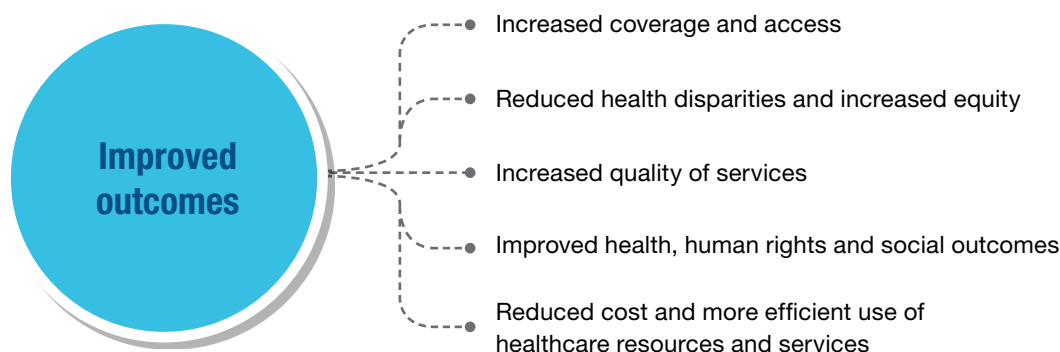 Improved
outcomes
Increased coverage and access
Reduced health disparities and increased equity
Increased quality of services
Improved health, human rights and social outcomes
Reduced cost and more efficient use of
healthcare resources and services